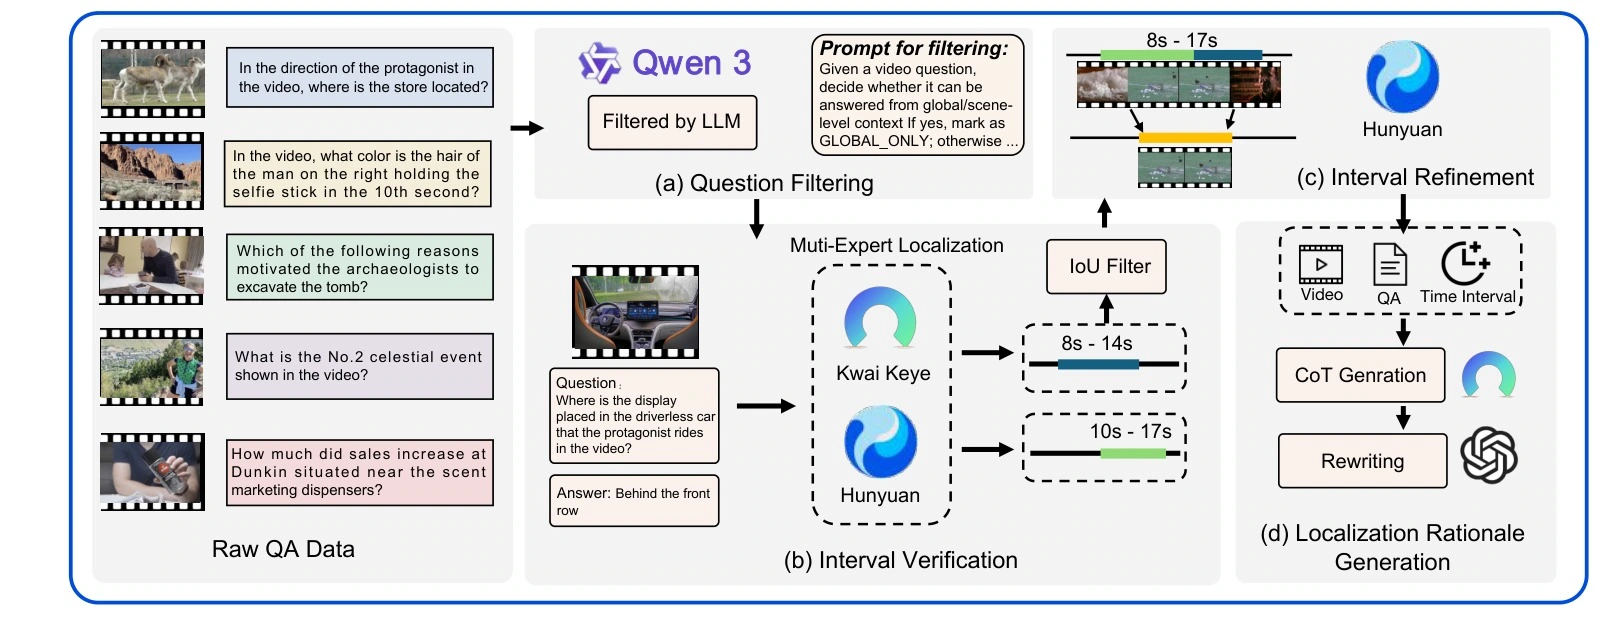 In the direction of the protagonist in
the video, where is the store located?
In the video, what color is the hair of
the man on the right holding the
selfie stick in the 10th second?
Which of the following reasons
motivated the archaeologists to
excavate the tomb?
What is the No.2 celestial event
shown in the video?
How much did sales increase at
Dunkin situated near the scent
marketing dispensers?
Raw QA Data
Qwen 3
Filtered by LLM
Prompt for filtering:
Given a video question,
decide whether it can be
answered from global/scene-
level context If yes, mark as
GLOBAL_ONLY; otherwise ...
(a) Question Filtering
Muti-Expert Localization
Question:
Where is the display
placed in the driverless car
that the protagonist rides
in the video?
Answer: Behind the front
row
Kwai Keye
Hunyuan
8s - 14s
10s - 17s
IoU Filter
(b) Interval Verification
8s - 17s
Hunyuan
(c) Interval Refinement
Video
QA
Time Interval
CoT Genration
Rewriting
(d) Localization Rationale
Generation